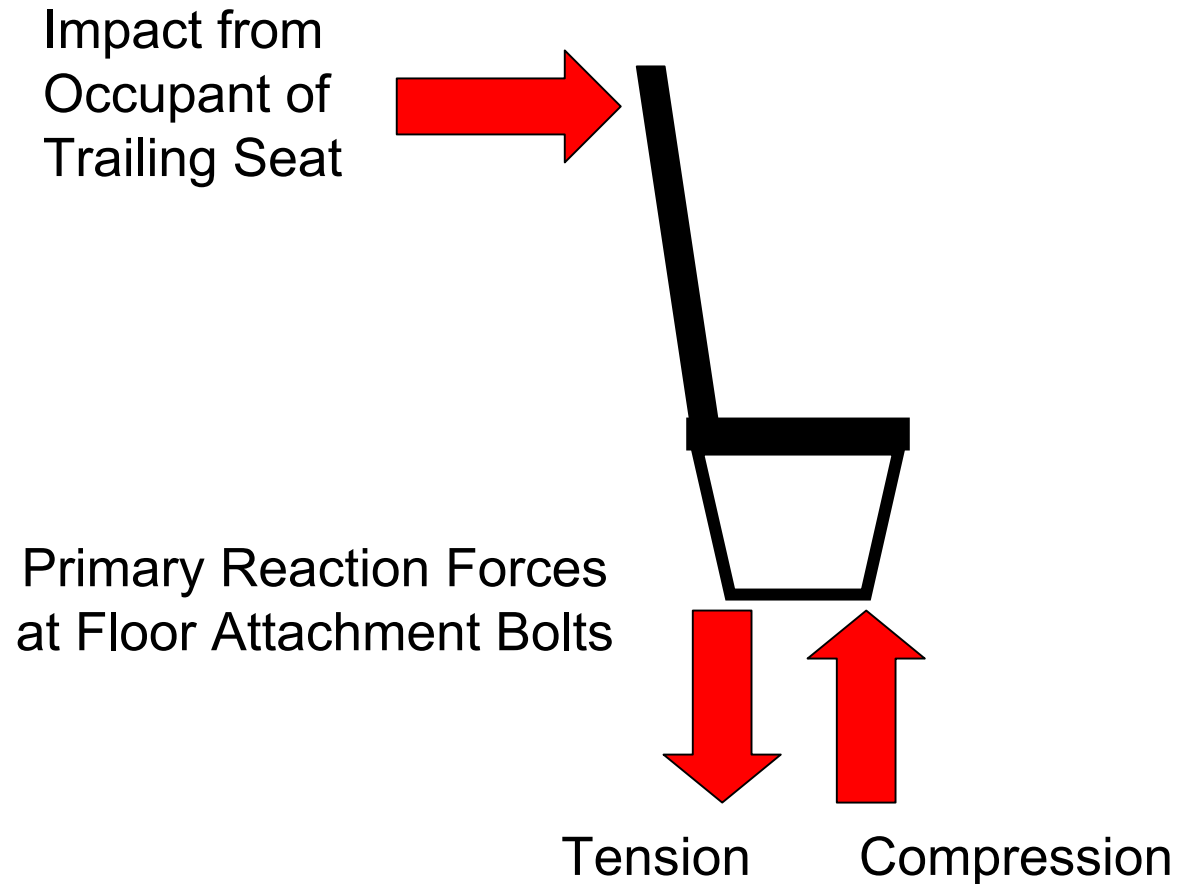 Impact from
Occupant of
Trailing Seat
Primary Reaction Forces
at Floor Attachment Bolts
Tension
Compression